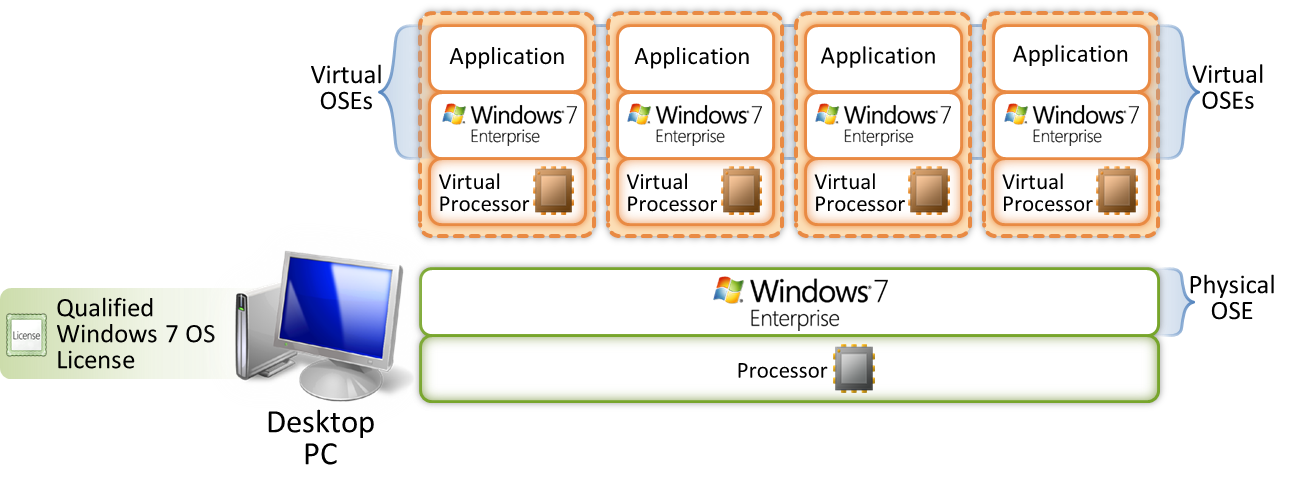 Virtual
OSEs
Application
Windows 7
Enterprise
Virtual
Processor
Application
Windows 7
Enterprise
Virtual
Processor
Application
Windows 7
Enterprise
Virtual
Processor
Application
Windows 7
Enterprise
Virtual
Processor
Virtual
OSEs
License
Qualified
Windows 7 OS
License
Desktop
PC
Windows 7
Enterprise
Processor
Physical
OSE